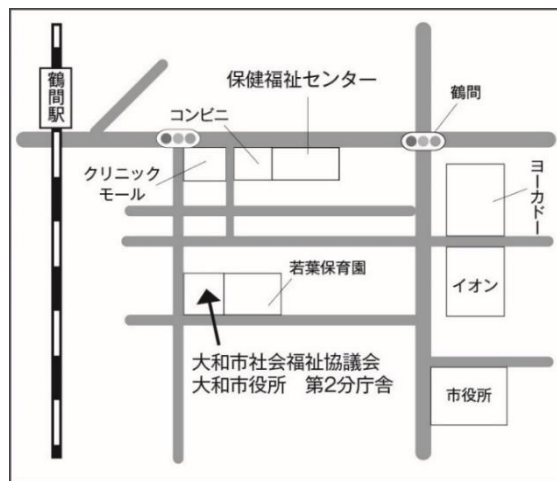 鶴間駅
保健福祉センター
コンビニ
鶴間
クリニック
モール
ヨーカドー
若葉保育園
イオン
大和市社会福祉協議会
大和市役所　第2分庁舎
市役所